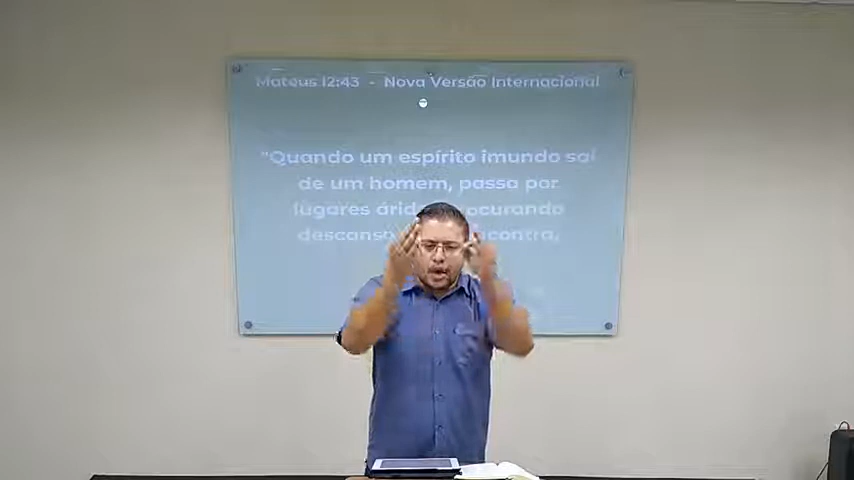 Mateus 12:43 - Nova Versão Internacional
"Quando um espírito imundo sai
de um homem, passa por
lugares procurando
descanso encontra,